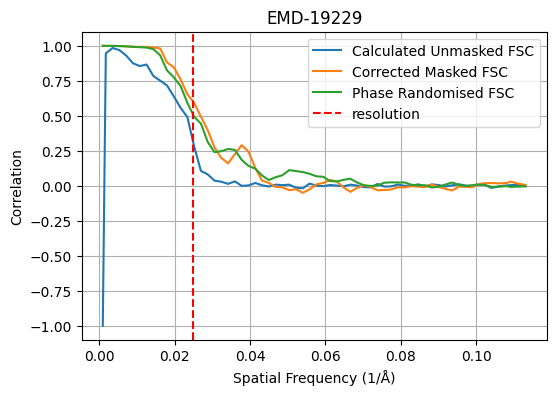 EMD-19229
Calculated Unmasked FSC
Corrected Masked FSC
Phase Randomised FSC
resolution
1.00
0.75
0.50
0.25
0.00
−0.25
−0.50
−0.75
−1.00
Correlation
0.00 0.02 0.04 0.06 0.08 0.10
Spatial Frequency (1/Å)